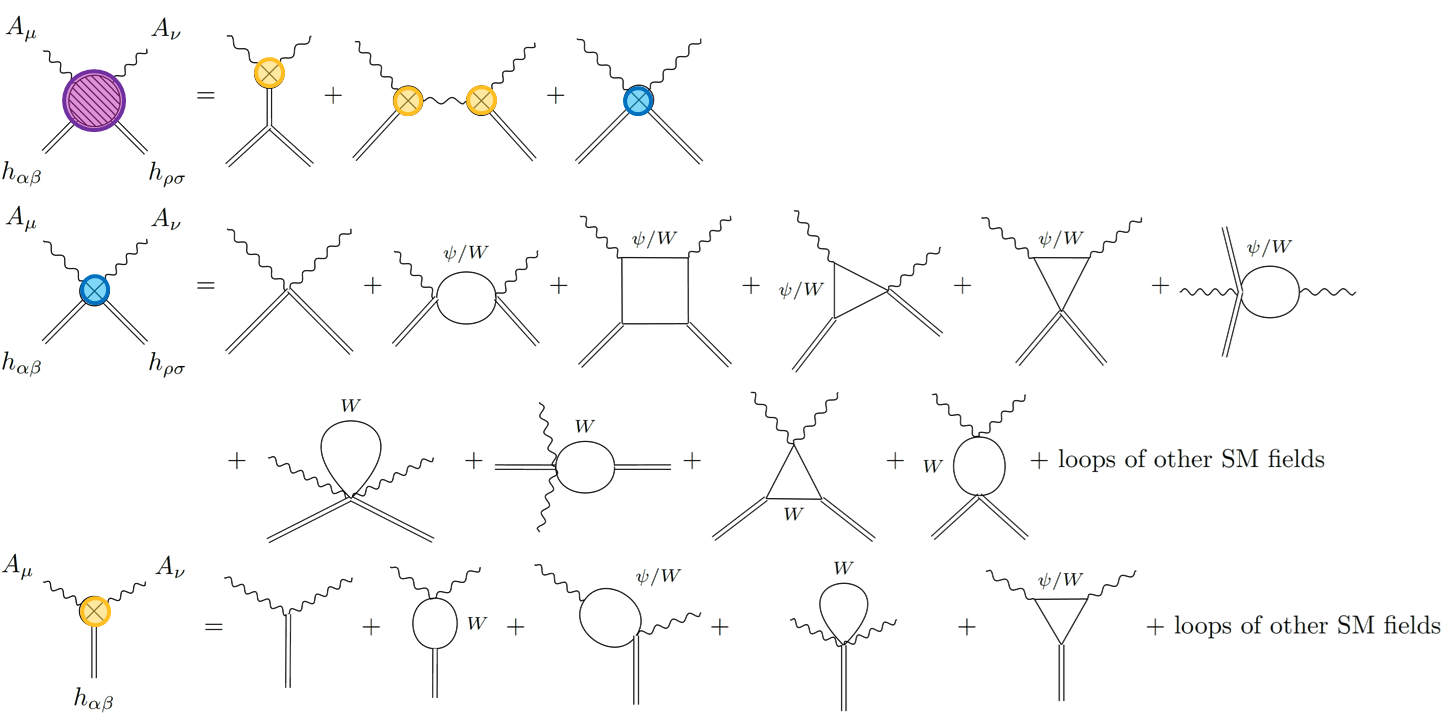 A_μ A_ν
= + +
h_αβ h_ρσ
A_μ A_ν
ψ/W ψ/W ψ/W ψ/W ψ/W
= + + + + +
h_αβ h_ρσ
W W
+ + + W + W + loops of other SM fields
A_μ A_ν W ψ/W W ψ/W
= + W + + + + loops of other SM fields
h_αβ